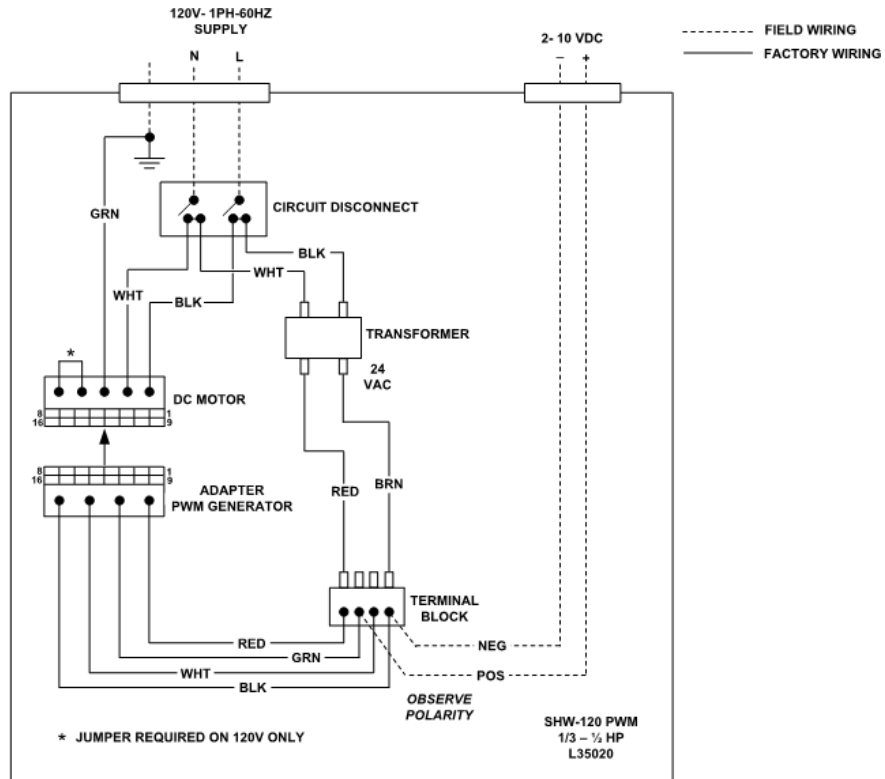 120V- 1PH-60HZ
SUPPLY
N L
2- 10 VDC
– +
FIELD WIRING
FACTORY WIRING
GRN
CIRCUIT DISCONNECT
BLK
WHT
WHT
BLK
TRANSFORMER
*
24
VAC
DC MOTOR
8 1
16 9
8 1
16 9
ADAPTER
PWM GENERATOR
RED
BRN
TERMINAL
BLOCK
RED
NEG
GRN
WHT
POS
BLK
OBSERVE
POLARITY
* JUMPER REQUIRED ON 120V ONLY
SHW-120 PWM
1/3 – ½ HP
L35020